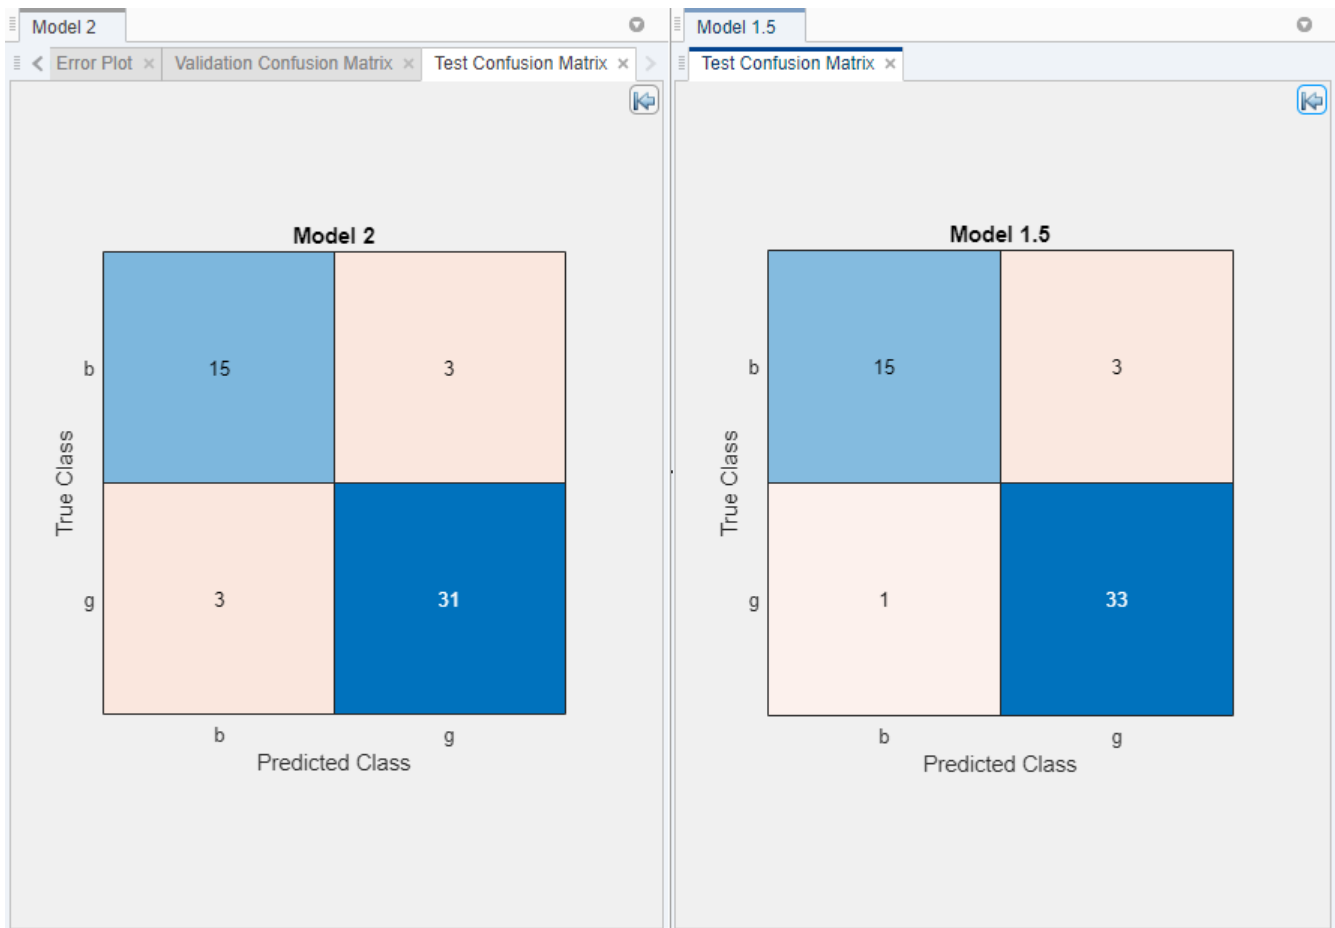 Model 2
Error Plot × Validation Confusion Matrix × Test Confusion Matrix ×
Model 2
True Class
b 15 3
g 3 31
b g
Predicted Class
Model 1.5
Test Confusion Matrix ×
Model 1.5
True Class
b 15 3
g 1 33
b g
Predicted Class